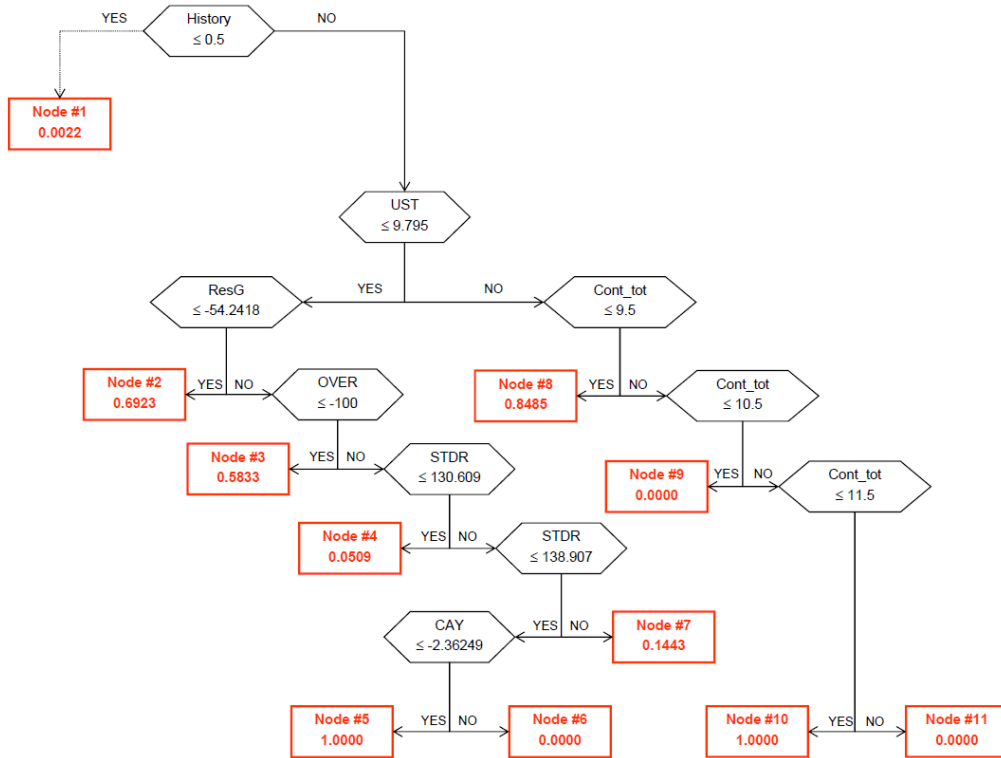 YES
History
≤ 0.5
NO
Node #1
0.0022
UST
≤ 9.795
ResG
≤ -54.2418
YES
NO
Cont_tot
≤ 9.5
Node #2
0.6923
YES
NO
OVER
≤ -100
Node #8
0.8485
YES
NO
Cont_tot
≤ 10.5
Node #3
0.5833
YES
NO
STDR
≤ 130.609
Node #9
0.0000
YES
NO
Cont_tot
≤ 11.5
Node #4
0.0509
YES
NO
STDR
≤ 138.907
CAY
≤ -2.36249
YES
NO
Node #7
0.1443
Node #5
1.0000
YES
NO
Node #6
0.0000
Node #10
1.0000
YES
NO
Node #11
0.0000